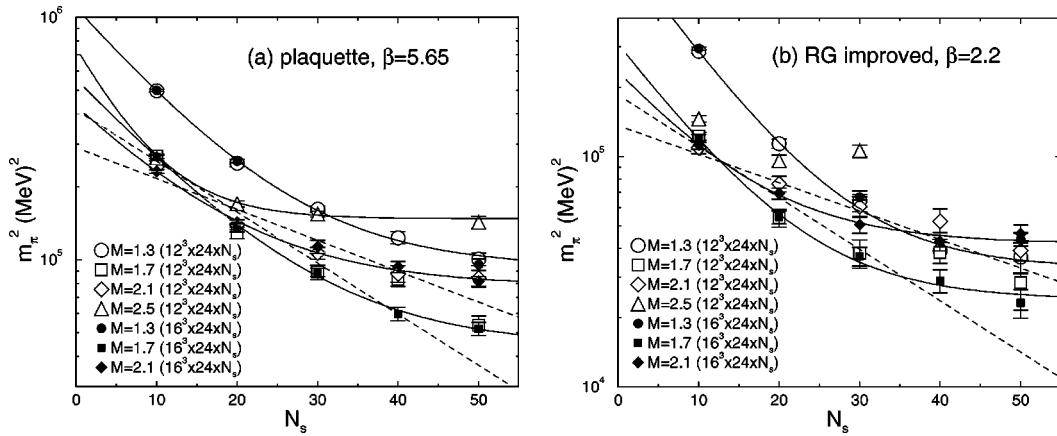 (a) plaquette, β=5.65
m_π^2 (MeV)^2
10^6
10^5
M=1.3 (12^3x24xN_s)
M=1.7 (12^3x24xN_s)
M=2.1 (12^3x24xN_s)
M=2.5 (12^3x24xN_s)
M=1.3 (16^3x24xN_s)
M=1.7 (16^3x24xN_s)
M=2.1 (16^3x24xN_s)
0 10 20 30 40 50
N_s
(b) RG improved, β=2.2
m_π^2 (MeV)^2
10^5
10^4
M=1.3 (12^3x24xN_s)
M=1.7 (12^3x24xN_s)
M=2.1 (12^3x24xN_s)
M=2.5 (12^3x24xN_s)
M=1.3 (16^3x24xN_s)
M=1.7 (16^3x24xN_s)
M=2.1 (16^3x24xN_s)
0 10 20 30 40 50
N_s